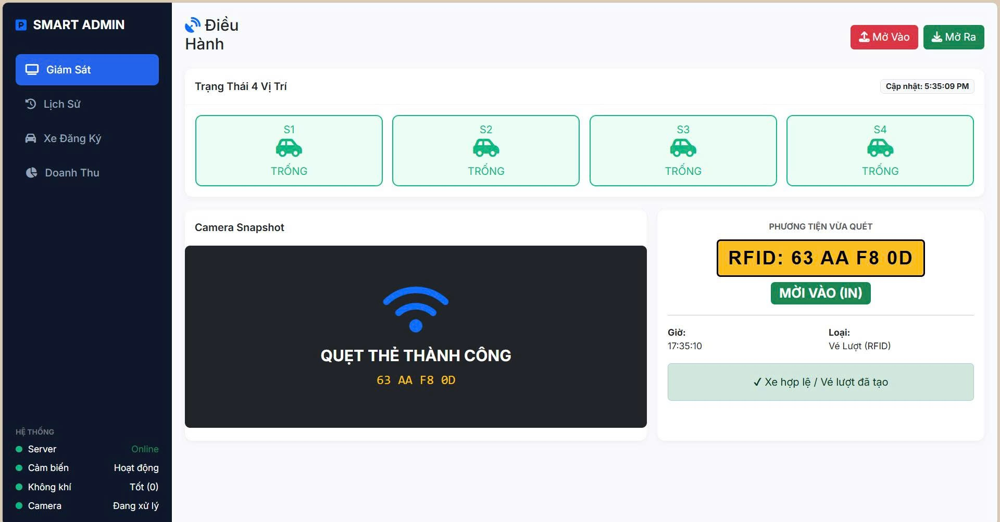 SMART ADMIN
Giám Sát
Lịch Sử
Xe Đăng Ký
Doanh Thu
HỆ THỐNG
Server Online
Cảm biến Hoạt động
Không khí Tốt (0)
Camera Đang xử lý
Điều
Hành
Mở Vào
Mở Ra
Trạng Thái 4 Vị Trí
Cập nhật: 5:35:09 PM
S1
TRỐNG
S2
TRỐNG
S3
TRỐNG
S4
TRỐNG
Camera Snapshot
QUẸT THẺ THÀNH CÔNG
63 AA F8 0D
PHƯƠNG TIỆN VỪA QUÉT
RFID: 63 AA F8 0D
MỜI VÀO (IN)
Giờ:
17:35:10
Loại:
Vé Lượt (RFID)
✓ Xe hợp lệ / Vé lượt đã tạo